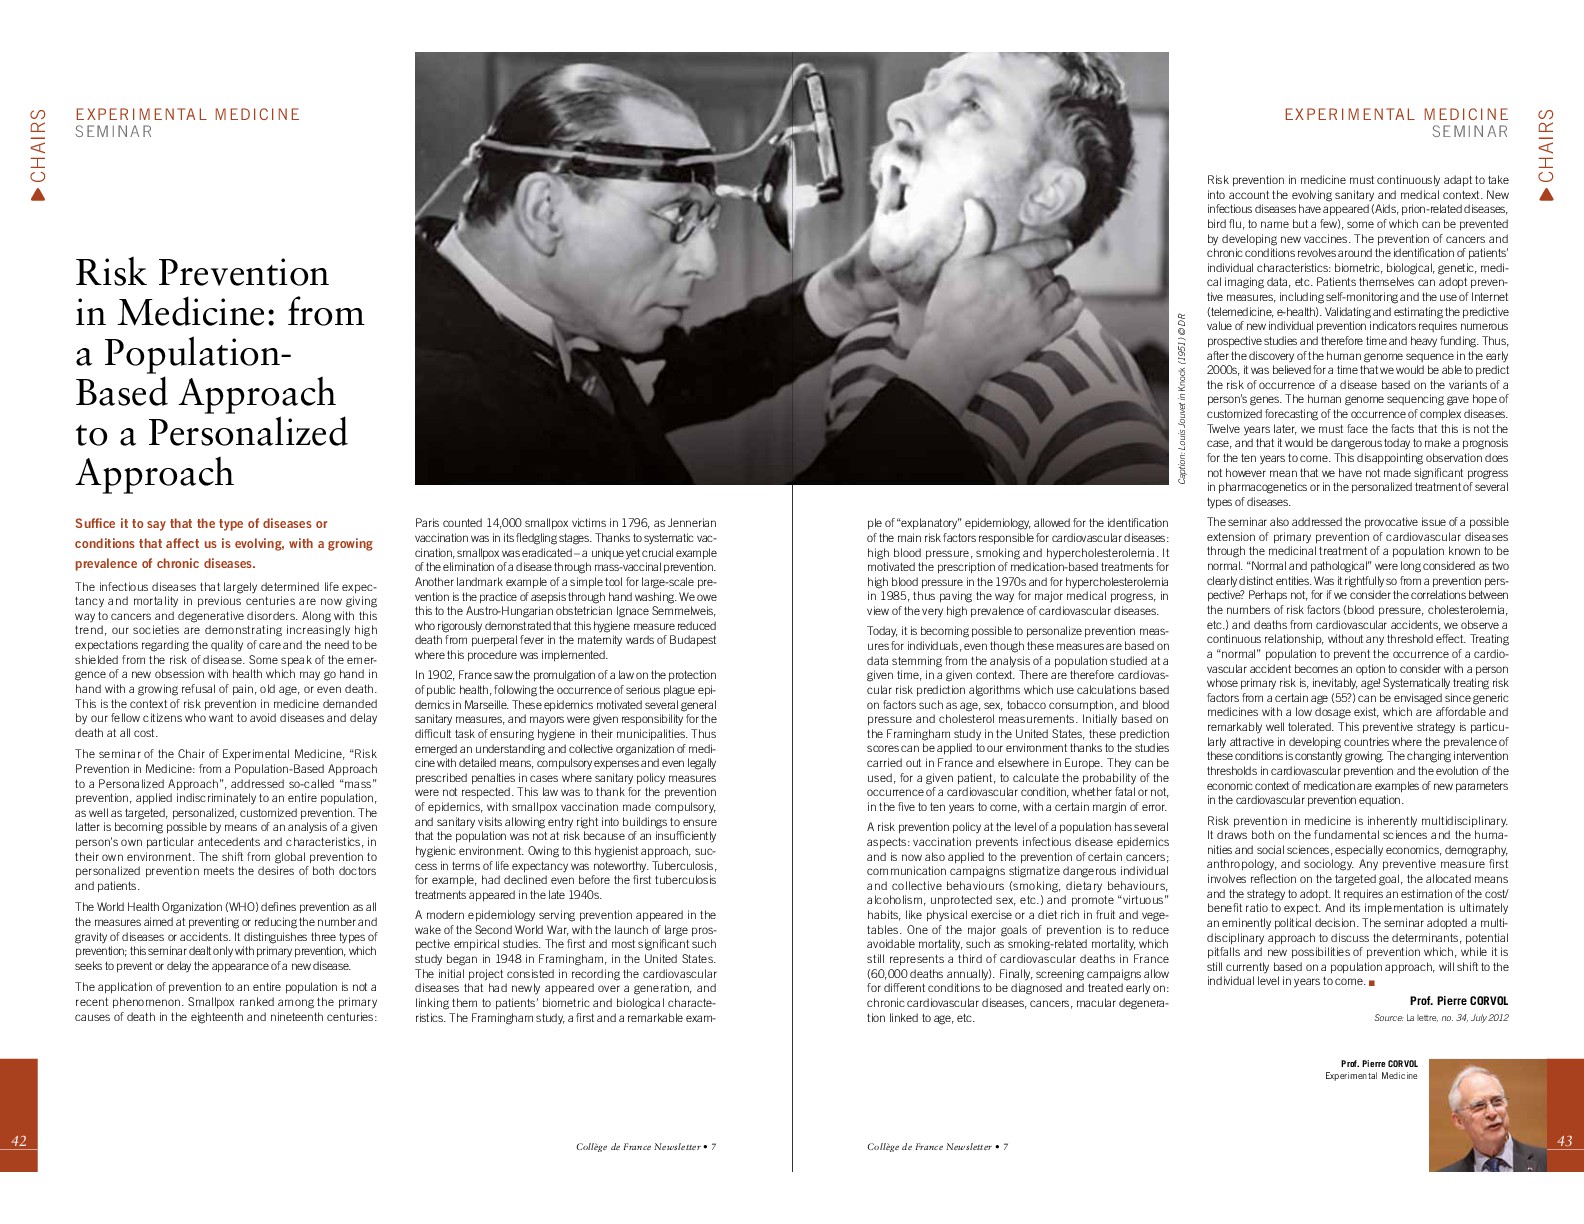 CHAIRS
EXPERIMENTAL MEDICINE
SEMINAR
Risk Prevention
in Medicine: from
a Population-
Based Approach
to a Personalized
Approach
Suffice it to say that the type of diseases or
conditions that affect us is evolving, with a growing
prevalence of chronic diseases.
The infectious diseases that largely determined life expec-
tancy and mortality in previous centuries are now giving
way to cancers and degenerative disorders. Along with this
trend, our societies are demonstrating increasingly high
expectations regarding the quality of care and the need to be
shielded from the risk of disease. Some speak of the emer-
gence of a new obsession with health which may go hand in
hand with a growing refusal of pain, old age, or even death.
This is the context of risk prevention in medicine demanded
by our fellow citizens who want to avoid diseases and delay
death at all cost.
The seminar of the Chair of Experimental Medicine, “Risk
Prevention in Medicine: from a Population-Based Approach
to a Personalized Approach”, addressed so-called “mass”
prevention, applied indiscriminately to an entire population,
as well as targeted, personalized, customized prevention. The
latter is becoming possible by means of an analysis of a given
person’s own particular antecedents and characteristics, in
their own environment. The shift from global prevention to
personalized prevention meets the desires of both doctors
and patients.
The World Health Organization (WHO) defines prevention as all
the measures aimed at preventing or reducing the number and
gravity of diseases or accidents. It distinguishes three types of
prevention; this seminar dealt only with primary prevention, which
seeks to prevent or delay the appearance of a new disease.
The application of prevention to an entire population is not a
recent phenomenon. Smallpox ranked among the primary
causes of death in the eighteenth and nineteenth centuries:
Paris counted 14,000 smallpox victims in 1796, as Jennerian
vaccination was in its fledgling stages. Thanks to systematic vac-
cination, smallpox was eradicated – a unique yet crucial example
of the elimination of a disease through mass-vaccinal prevention.
Another landmark example of a simple tool for large-scale pre-
vention is the practice of asepsis through hand washing. We owe
this to the Austro-Hungarian obstetrician Ignace Semmelweis,
who rigorously demonstrated that this hygiene measure reduced
death from puerperal fever in the maternity wards of Budapest
where this procedure was implemented.
In 1902, France saw the promulgation of a law on the protection
of public health, following the occurrence of serious plague epi-
demics in Marseille. These epidemics motivated several general
sanitary measures, and mayors were given responsibility for the
difficult task of ensuring hygiene in their municipalities. Thus
emerged an understanding and collective organization of medi-
cine with detailed means, compulsory expenses and even legally
prescribed penalties in cases where sanitary policy measures
were not respected. This law was to thank for the prevention
of epidemics, with smallpox vaccination made compulsory,
and sanitary visits allowing entry right into buildings to ensure
that the population was not at risk because of an insufficiently
hygienic environment. Owing to this hygienist approach, suc-
cess in terms of life expectancy was noteworthy. Tuberculosis,
for example, had declined even before the first tuberculosis
treatments appeared in the late 1940s.
A modern epidemiology serving prevention appeared in the
wake of the Second World War, with the launch of large pros-
pective empirical studies. The first and most significant such
study began in 1948 in Framingham, in the United States.
The initial project consisted in recording the cardiovascular
diseases that had newly appeared over a generation, and
linking them to patients’ biometric and biological characte-
ristics. The Framingham study, a first and a remarkable exam-
42
Collège de France Newsletter • 7
Caption: Louis Jouvet in Knock (1951) © DR
ple of “explanatory” epidemiology, allowed for the identification
of the main risk factors responsible for cardiovascular diseases:
high blood pressure, smoking and hypercholesterolemia. It
motivated the prescription of medication-based treatments for
high blood pressure in the 1970s and for hypercholesterolemia
in 1985, thus paving the way for major medical progress, in
view of the very high prevalence of cardiovascular diseases.
Today, it is becoming possible to personalize prevention meas-
ures for individuals, even though these measures are based on
data stemming from the analysis of a population studied at a
given time, in a given context. There are therefore cardiovas-
cular risk prediction algorithms which use calculations based
on factors such as age, sex, tobacco consumption, and blood
pressure and cholesterol measurements. Initially based on
the Framingham study in the United States, these prediction
scores can be applied to our environment thanks to the studies
carried out in France and elsewhere in Europe. They can be
used, for a given patient, to calculate the probability of the
occurrence of a cardiovascular condition, whether fatal or not,
in the five to ten years to come, with a certain margin of error.
A risk prevention policy at the level of a population has several
aspects: vaccination prevents infectious disease epidemics
and is now also applied to the prevention of certain cancers;
communication campaigns stigmatize dangerous individual
and collective behaviours (smoking, dietary behaviours,
alcoholism, unprotected sex, etc.) and promote “virtuous”
habits, like physical exercise or a diet rich in fruit and vege-
tables. One of the major goals of prevention is to reduce
avoidable mortality, such as smoking-related mortality, which
still represents a third of cardiovascular deaths in France
(60,000 deaths annually). Finally, screening campaigns allow
for different conditions to be diagnosed and treated early on:
chronic cardiovascular diseases, cancers, macular degenera-
tion linked to age, etc.
EXPERIMENTAL MEDICINE
SEMINAR
CHAIRS
Risk prevention in medicine must continuously adapt to take
into account the evolving sanitary and medical context. New
infectious diseases have appeared (Aids, prion-related diseases,
bird flu, to name but a few), some of which can be prevented
by developing new vaccines. The prevention of cancers and
chronic conditions revolves around the identification of patients’
individual characteristics: biometric, biological, genetic, medi-
cal imaging data, etc. Patients themselves can adopt preven-
tive measures, including self-monitoring and the use of Internet
(telemedicine, e-health). Validating and estimating the predictive
value of new individual prevention indicators requires numerous
prospective studies and therefore time and heavy funding. Thus,
after the discovery of the human genome sequence in the early
2000s, it was believed for a time that we would be able to predict
the risk of occurrence of a disease based on the variants of a
person’s genes. The human genome sequencing gave hope of
customized forecasting of the occurrence of complex diseases.
Twelve years later, we must face the facts that this is not the
case, and that it would be dangerous today to make a prognosis
for the ten years to come. This disappointing observation does
not however mean that we have not made significant progress
in pharmacogenetics or in the personalized treatment of several
types of diseases.
The seminar also addressed the provocative issue of a possible
extension of primary prevention of cardiovascular diseases
through the medicinal treatment of a population known to be
normal. “Normal and pathological” were long considered as two
clearly distinct entities. Was it rightfully so from a prevention pers-
pective? Perhaps not, for if we consider the correlations between
the numbers of risk factors (blood pressure, cholesterolemia,
etc.) and deaths from cardiovascular accidents, we observe a
continuous relationship, without any threshold effect. Treating
a “normal” population to prevent the occurrence of a cardio-
vascular accident becomes an option to consider with a person
whose primary risk is, inevitably, age! Systematically treating risk
factors from a certain age (55?) can be envisaged since generic
medicines with a low dosage exist, which are affordable and
remarkably well tolerated. This preventive strategy is particu-
larly attractive in developing countries where the prevalence of
these conditions is constantly growing. The changing intervention
thresholds in cardiovascular prevention and the evolution of the
economic context of medication are examples of new parameters
in the cardiovascular prevention equation.
Risk prevention in medicine is inherently multidisciplinary.
It draws both on the fundamental sciences and the huma-
nities and social sciences, especially economics, demography,
anthropology, and sociology. Any preventive measure first
involves reflection on the targeted goal, the allocated means
and the strategy to adopt. It requires an estimation of the cost/
benefit ratio to expect. And its implementation is ultimately
an eminently political decision. The seminar adopted a multi-
disciplinary approach to discuss the determinants, potential
pitfalls and new possibilities of prevention which, while it is
still currently based on a population approach, will shift to the
individual level in years to come.
Prof. Pierre CORVOL
Source: La lettre, no. 34, July 2012
Prof. Pierre CORVOL
Experimental Medicine
Collège de France Newsletter • 7
43